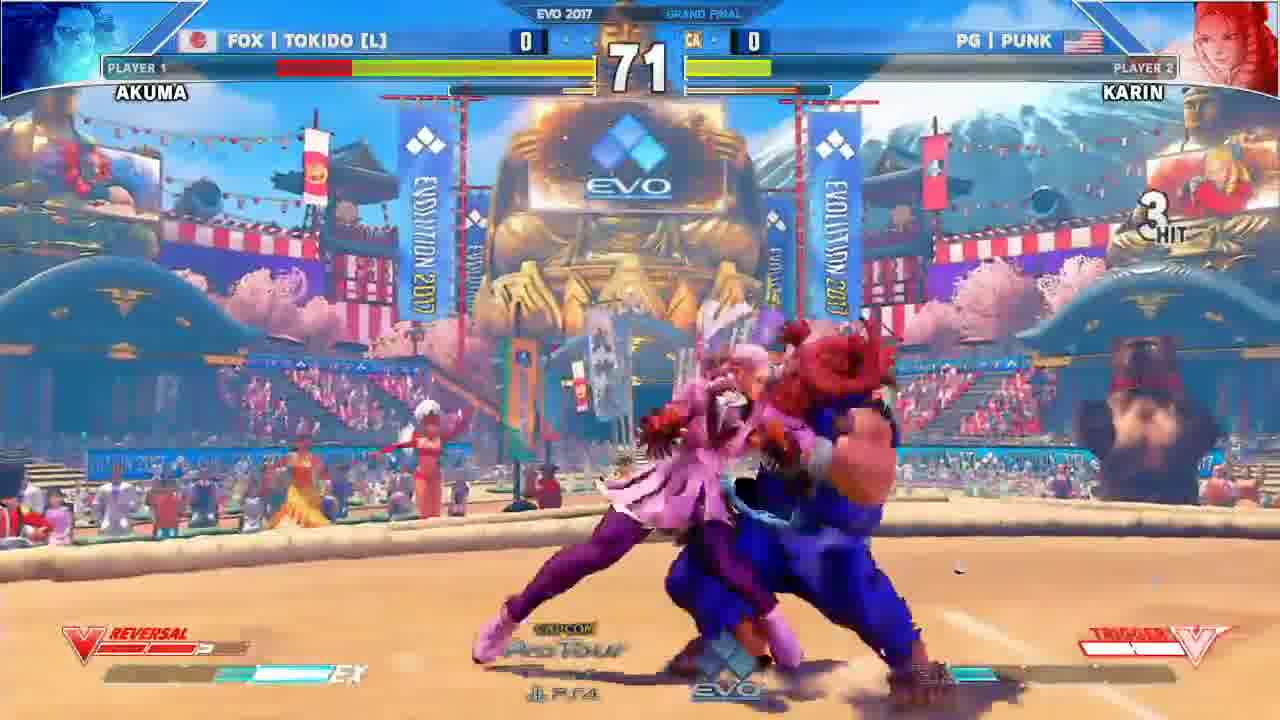 EVO 2017 GRAND FINAL
FOX | TOKIDO [L] 0 CA 0 PG | PUNK
PLAYER 1 71 PLAYER 2
AKUMA KARIN
EVO
EVOLUTION 2017
EVOLUTION 2017
3 HIT
REVERSAL
TRIGGER
EX
CAPCOM
PRO TOUR
PS4
EVO